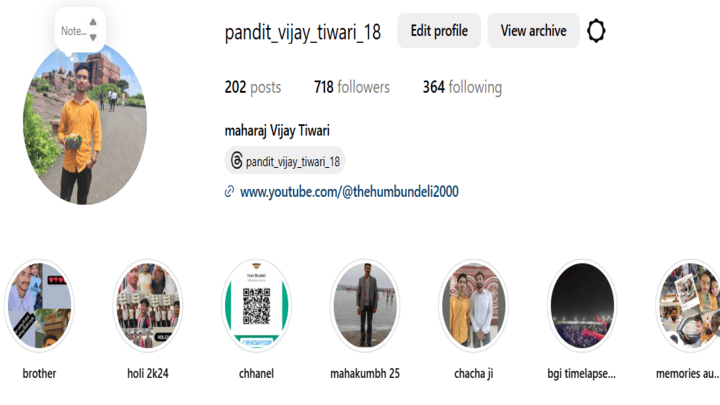 Note...
pandit_vijay_tiwari_18
Edit profile
View archive
202 posts
718 followers
364 following
maharaj Vijay Tiwari
pandit_vijay_tiwari_18
www.youtube.com/@thehumbundeli2000
brother
holi 2k24
chhanel
mahakumbh 25
chacha ji
bgi timelapse...
memories au...